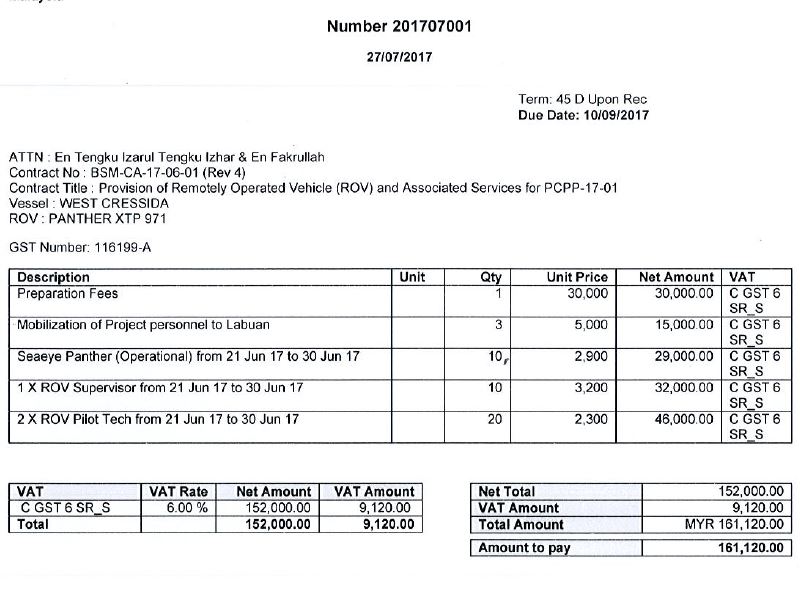 Number 201707001
27/07/2017
Term: 45 D Upon Rec
Due Date: 10/09/2017
ATTN : En Tengku Izarul Tengku Izhar & En Fakrullah
Contract No : BSM-CA-17-06-01 (Rev 4)
Contract Title : Provision of Remotely Operated Vehicle (ROV) and Associated Services for PCPP-17-01
Vessel : WEST CRESSIDA
ROV : PANTHER XTP 971
GST Number: 116199-A
Description Unit Qty Unit Price Net Amount VAT
Preparation Fees 1 30,000 30,000.00 C GST 6
SR_S
Mobilization of Project personnel to Labuan 3 5,000 15,000.00 C GST 6
SR_S
Seaeye Panther (Operational) from 21 Jun 17 to 30 Jun 17 10 2,900 29,000.00 C GST 6
SR_S
1 X ROV Supervisor from 21 Jun 17 to 30 Jun 17 10 3,200 32,000.00 C GST 6
SR_S
2 X ROV Pilot Tech from 21 Jun 17 to 30 Jun 17 20 2,300 46,000.00 C GST 6
SR_S
VAT VAT Rate Net Amount VAT Amount
C GST 6 SR_S 6.00 % 152,000.00 9,120.00
Total 152,000.00 9,120.00
Net Total 152,000.00
VAT Amount 9,120.00
Total Amount MYR 161,120.00
Amount to pay 161,120.00